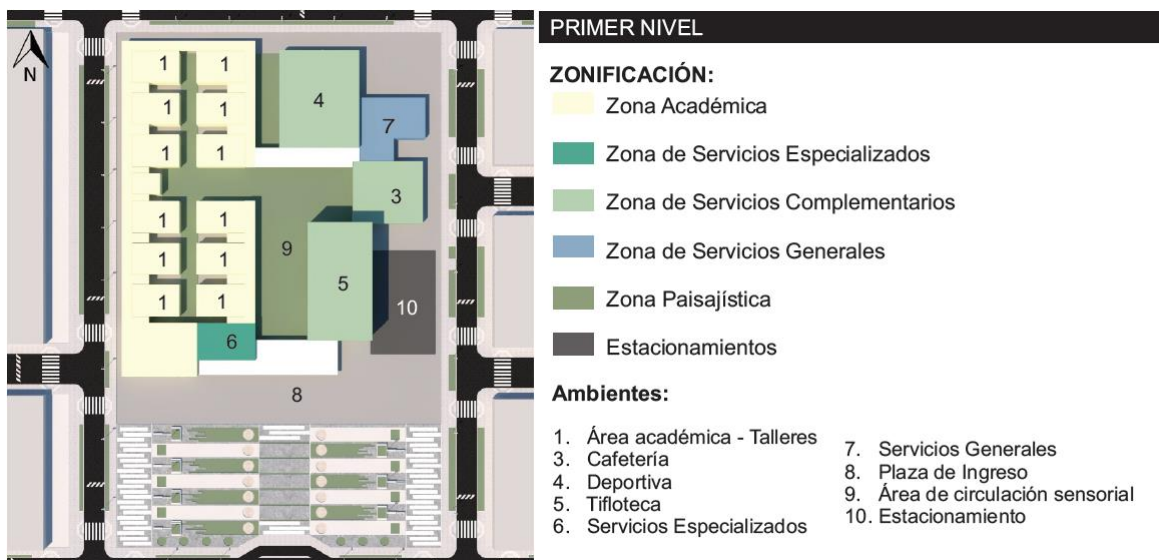 N
1 1
1 1
1 1
1 1
1 1
1 1
4
7
3
9
5
10
6
8
PRIMER NIVEL
ZONIFICACIÓN:
Zona Académica
Zona de Servicios Especializados
Zona de Servicios Complementarios
Zona de Servicios Generales
Zona Paisajística
Estacionamientos
Ambientes:
1. Área académica - Talleres
3. Cafetería
4. Deportiva
5. Tifloteca
6. Servicios Especializados
7. Servicios Generales
8. Plaza de Ingreso
9. Área de circulación sensorial
10. Estacionamiento